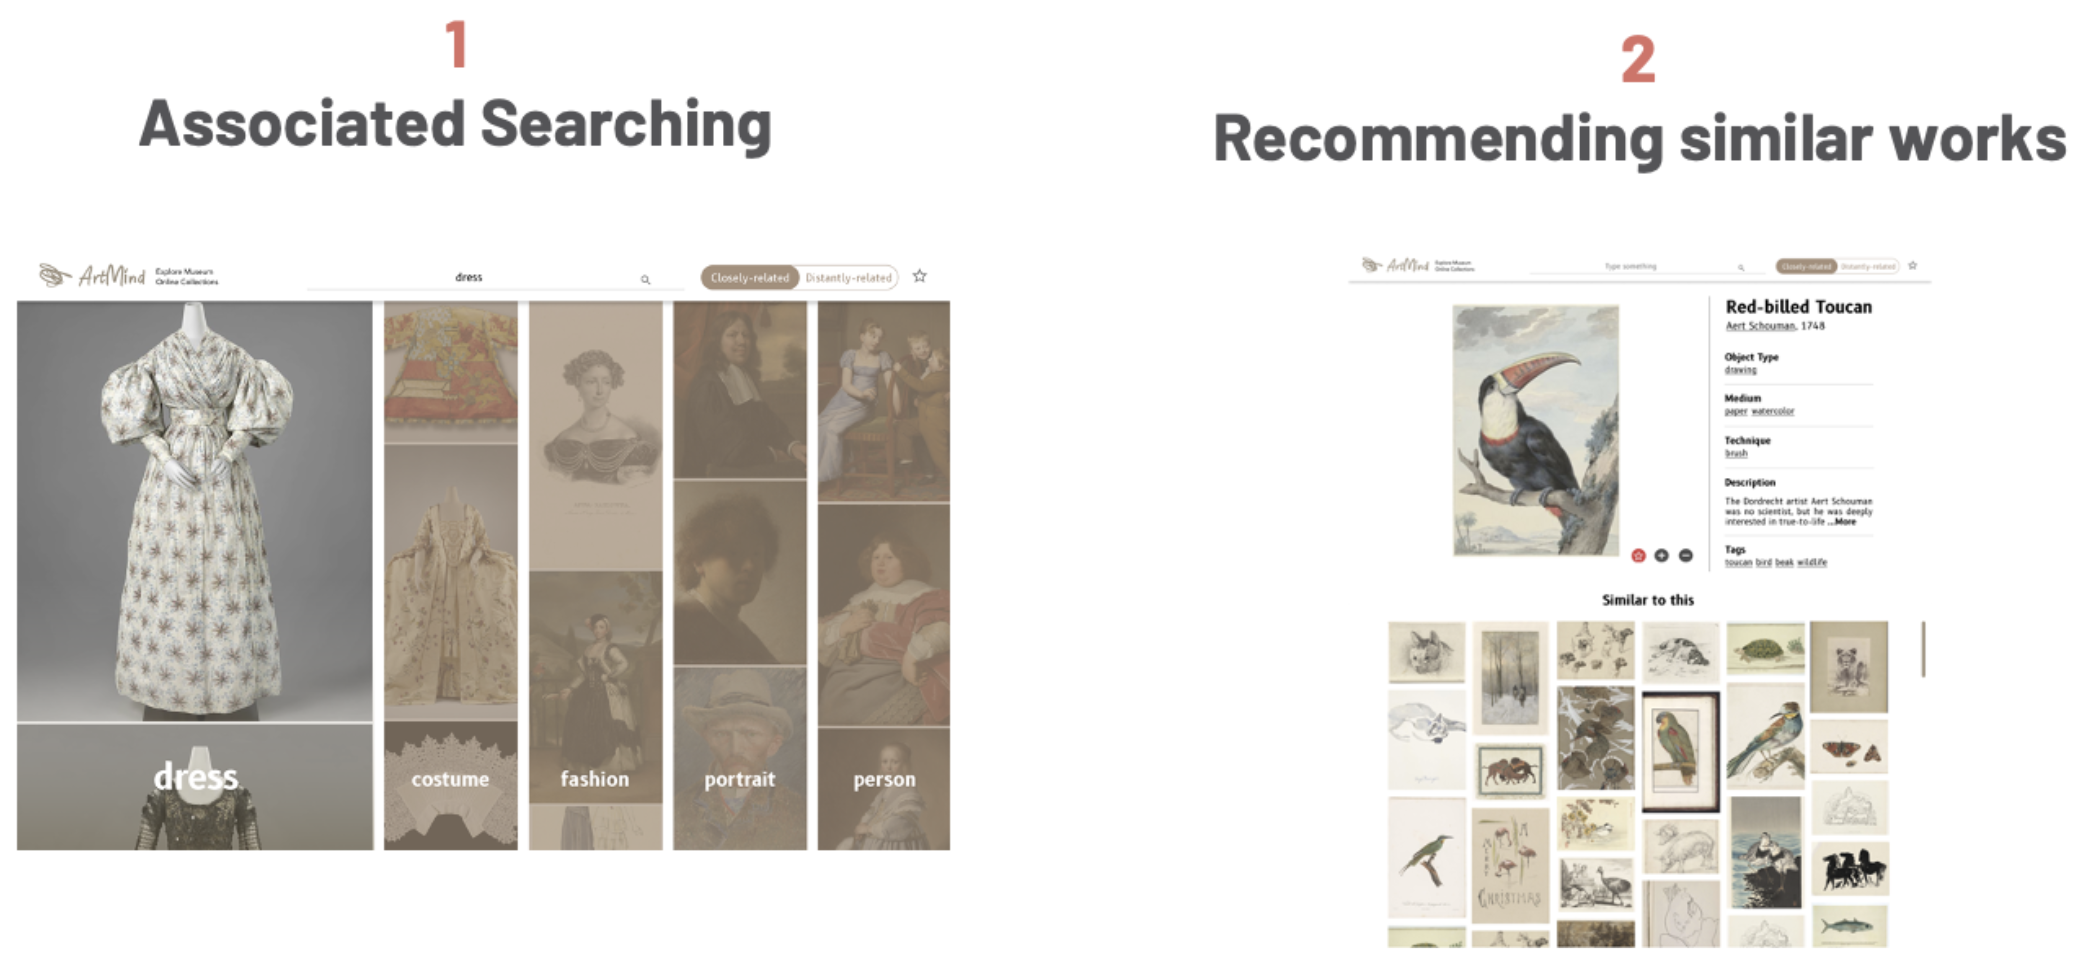 1
Associated Searching
ArtMind
Explore Museum
Online Collections
dress
Closely-related
Distantly-related
dress
costume
fashion
portrait
person
2
Recommending similar works
ArtMind
Explore Museum
Online Collections
Type something
Closely-related
Distantly-related
Red-billed Toucan
Aert Schouman, 1748
Object Type
drawing
Medium
paper watercolor
Technique
brush
Description
The Dordrecht artist Aert Schouman
was no scientist, but he was deeply
interested in true-to-life ...More
Tags
toucan bird beak wildlife
Similar to this
MERRY
CHRISTMAS